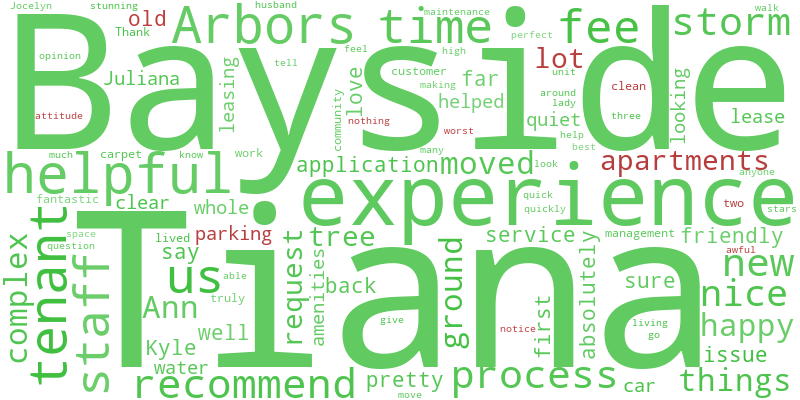 Jocelyn
stunning
husband
maintenance
walk
old
Arbors
time
fee
storm
Thank
perfect
Bayside
opinion
feel
high
lot
tell
customer
unit
Juliana
leasing
love
far
making
clean
looking
around
attitude
community
helped
lady
three
lease
nothing
quiet
worst
help
best
much
carpet
know
work
many
helpful
application
moved
look
apartments
anyone
fantastic
clear
whole
experience
quick
quickly
two
stars
space
question
lived
parking
tree
service
management
friendly
tenant
complex
staff
say
Tiana
us
able
request
amenities
back
ground
awful
new
absolutely
sure
nice
truly
Ann
well
give
first
notice
living
go
happy
Kyle
water
issue
recommend
pretty
process
car
things
move